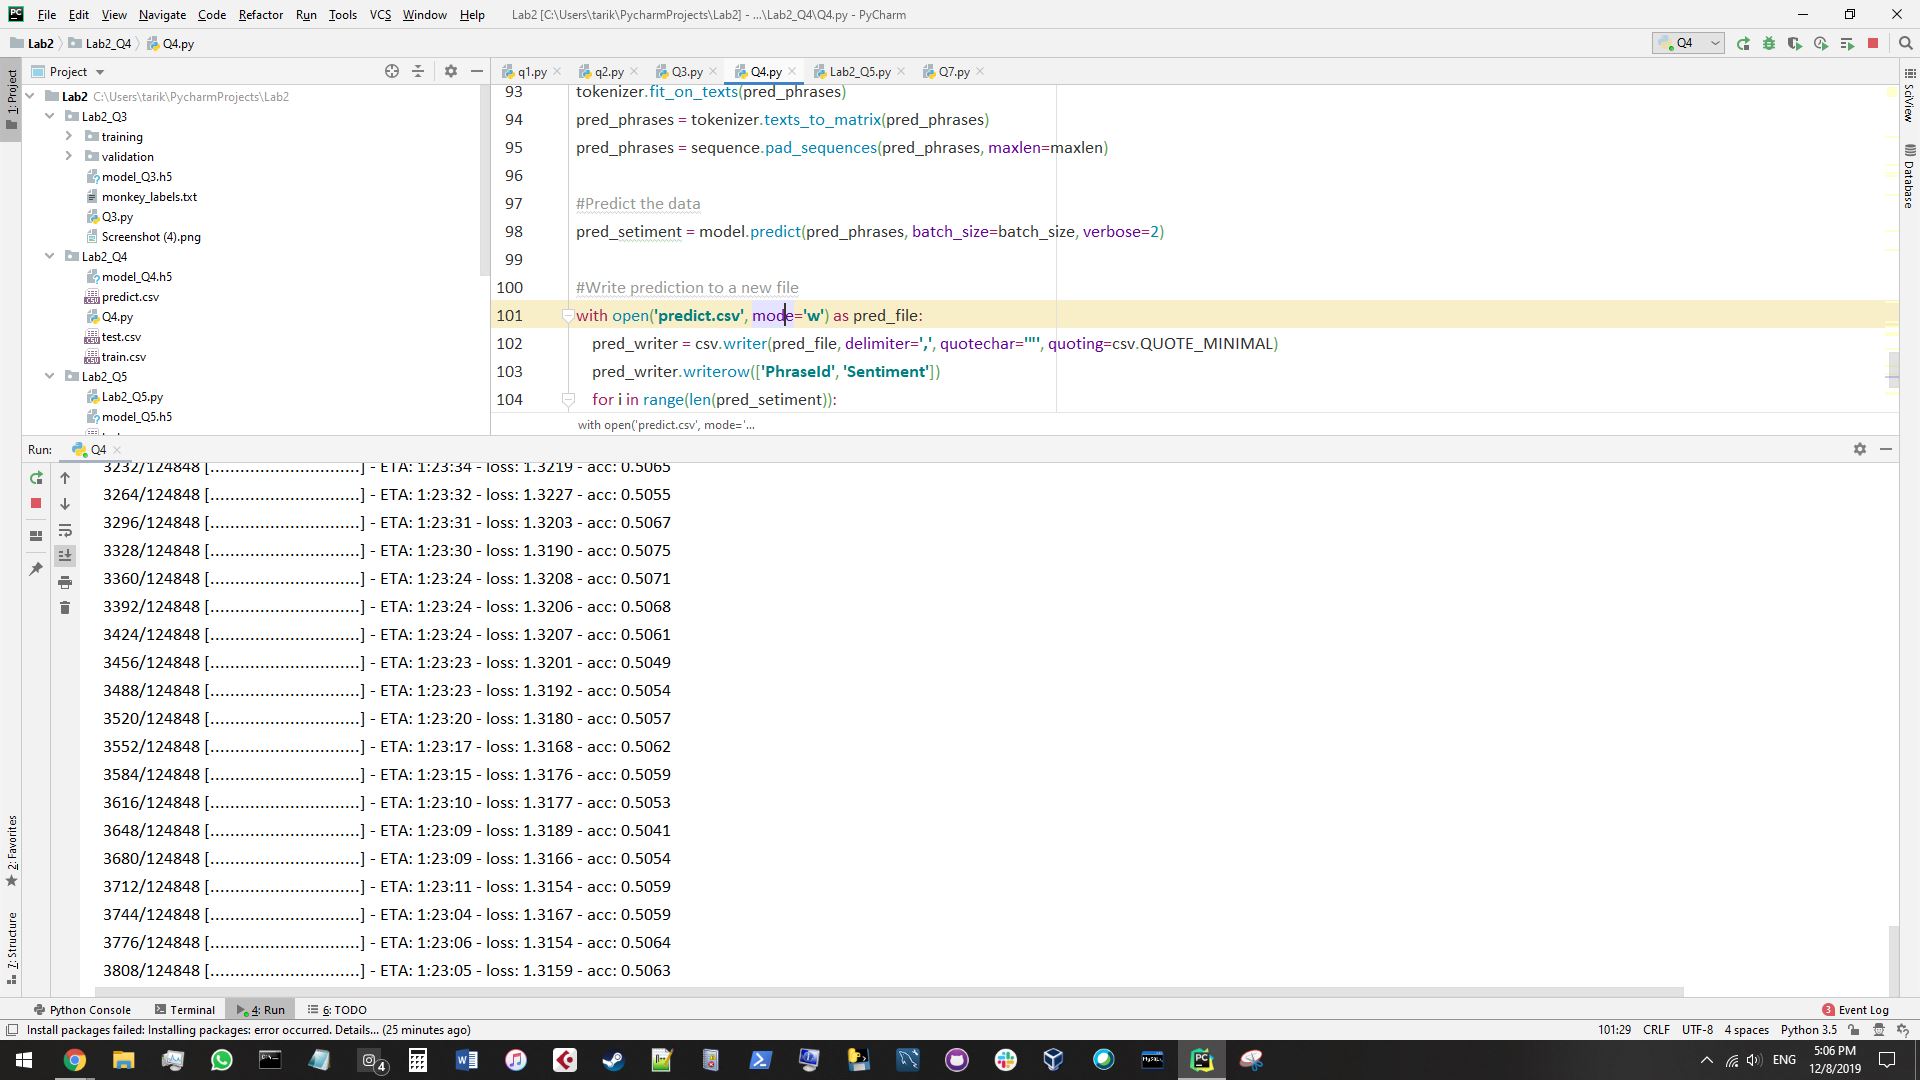 File Edit View Navigate Code Refactor Run Tools VCS Window Help Lab2 [C:\Users\tarik\PycharmProjects\Lab2] - ...\Lab2_Q4\Q4.py - PyCharm
Lab2 Lab2_Q4 Q4.py Q4
Project q1.py q2.py Q3.py Q4.py Lab2_Q5.py Q7.py
1: Project
Lab2 C:\Users\tarik\PycharmProjects\Lab2
Lab2_Q3
training
validation
model_Q3.h5
monkey_labels.txt
Q3.py
Screenshot (4).png
Lab2_Q4
model_Q4.h5
predict.csv
Q4.py
test.csv
train.csv
Lab2_Q5
Lab2_Q5.py
model_Q5.h5
93 tokenizer.fit_on_texts(pred_phrases)
94 pred_phrases = tokenizer.texts_to_matrix(pred_phrases)
95 pred_phrases = sequence.pad_sequences(pred_phrases, maxlen=maxlen)
96
97 #Predict the data
98 pred_setiment = model.predict(pred_phrases, batch_size=batch_size, verbose=2)
99
100 #Write prediction to a new file
101 with open('predict.csv', mode='w') as pred_file:
102 pred_writer = csv.writer(pred_file, delimiter=',', quotechar='"', quoting=csv.QUOTE_MINIMAL)
103 pred_writer.writerow(['PhraseId', 'Sentiment'])
104 for i in range(len(pred_setiment)):
with open('predict.csv', mode='...
SciView
Database
Run: Q4
3232/124848 [..............................] - ETA: 1:23:34 - loss: 1.3219 - acc: 0.5065
3264/124848 [..............................] - ETA: 1:23:32 - loss: 1.3227 - acc: 0.5055
3296/124848 [..............................] - ETA: 1:23:31 - loss: 1.3203 - acc: 0.5067
3328/124848 [..............................] - ETA: 1:23:30 - loss: 1.3190 - acc: 0.5075
3360/124848 [..............................] - ETA: 1:23:24 - loss: 1.3208 - acc: 0.5071
3392/124848 [..............................] - ETA: 1:23:24 - loss: 1.3206 - acc: 0.5068
3424/124848 [..............................] - ETA: 1:23:24 - loss: 1.3207 - acc: 0.5061
3456/124848 [..............................] - ETA: 1:23:23 - loss: 1.3201 - acc: 0.5049
3488/124848 [..............................] - ETA: 1:23:23 - loss: 1.3192 - acc: 0.5054
3520/124848 [..............................] - ETA: 1:23:20 - loss: 1.3180 - acc: 0.5057
3552/124848 [..............................] - ETA: 1:23:17 - loss: 1.3168 - acc: 0.5062
3584/124848 [..............................] - ETA: 1:23:15 - loss: 1.3176 - acc: 0.5059
3616/124848 [..............................] - ETA: 1:23:10 - loss: 1.3177 - acc: 0.5053
3648/124848 [..............................] - ETA: 1:23:09 - loss: 1.3189 - acc: 0.5041
3680/124848 [..............................] - ETA: 1:23:09 - loss: 1.3166 - acc: 0.5054
3712/124848 [..............................] - ETA: 1:23:11 - loss: 1.3154 - acc: 0.5059
3744/124848 [..............................] - ETA: 1:23:04 - loss: 1.3167 - acc: 0.5059
3776/124848 [..............................] - ETA: 1:23:06 - loss: 1.3154 - acc: 0.5064
3808/124848 [..............................] - ETA: 1:23:05 - loss: 1.3159 - acc: 0.5063
2: Favorites
7: Structure
Python Console Terminal 4: Run 6: TODO 3 Event Log
Install packages failed: Installing packages: error occurred. Details... (25 minutes ago) 101:29 CRLF UTF-8 4 spaces Python 3.5
4 ENG 5:06 PM
12/8/2019